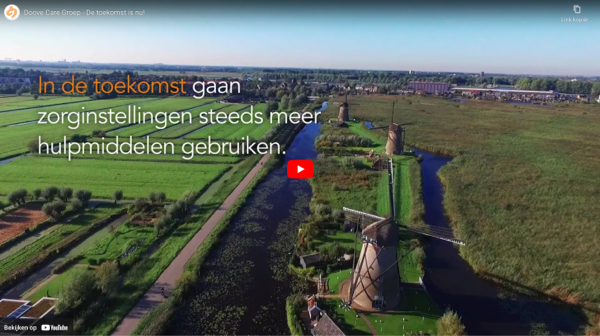 Doove Care Groep - De toekomst is nu!
Link kopiëren
In de toekomst gaan
zorginstellingen steeds meer
hulpmiddelen gebruiken.
Bekijken op YouTube